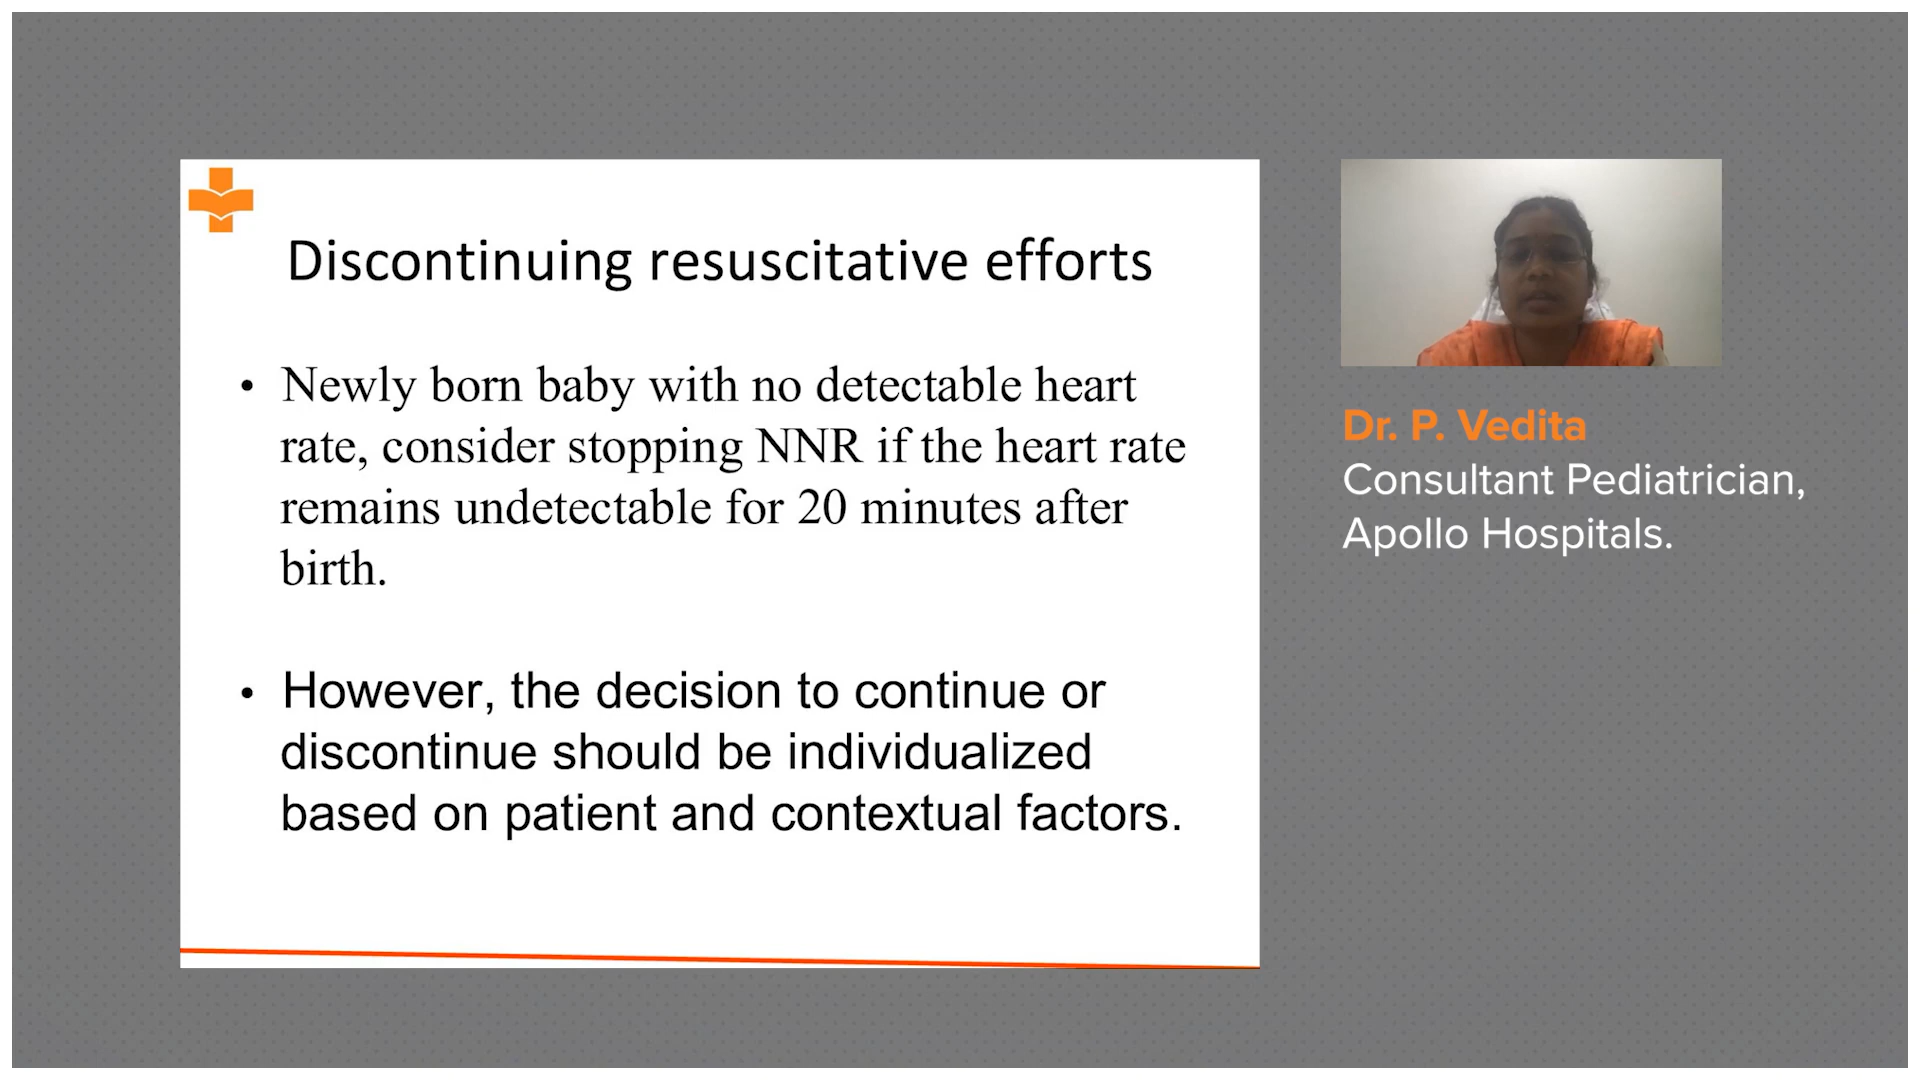 Discontinuing resuscitative efforts
• Newly born baby with no detectable heart
rate, consider stopping NNR if the heart rate
remains undetectable for 20 minutes after
birth.
• However, the decision to continue or
discontinue should be individualized
based on patient and contextual factors.
Dr. P. Vedita
Consultant Pediatrician,
Apollo Hospitals.